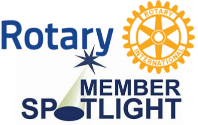 Rotary
ROTARY
INTERNATIONAL
MEMBER
SPOTLIGHT